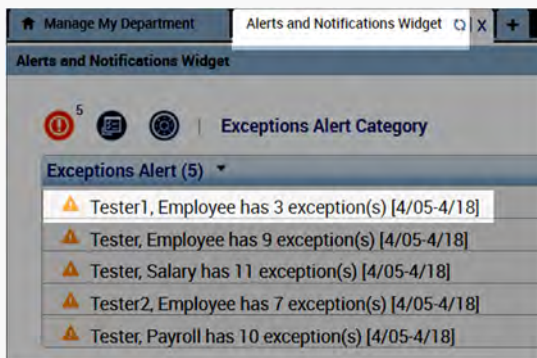 Manage My Department
Alerts and Notifications Widget X +
Alerts and Notifications Widget
5
Exceptions Alert Category
Exceptions Alert (5)
Tester1, Employee has 3 exception(s) [4/05-4/18]
Tester, Employee has 9 exception(s) [4/05-4/18]
Tester, Salary has 11 exception(s) [4/05-4/18]
Tester2, Employee has 7 exception(s) [4/05-4/18]
Tester, Payroll has 10 exception(s) [4/05-4/18]